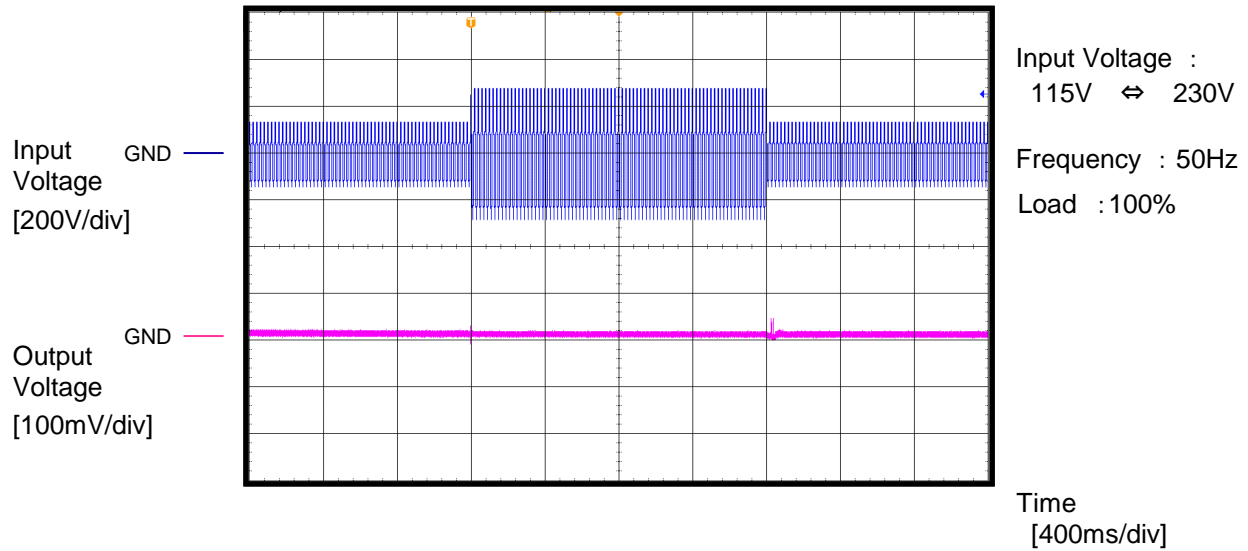 T
Input Voltage :
115V ⇔ 230V
Input GND
Voltage
[200V/div]
Frequency : 50Hz
Load : 100%
GND
Output
Voltage
[100mV/div]
Time
[400ms/div]